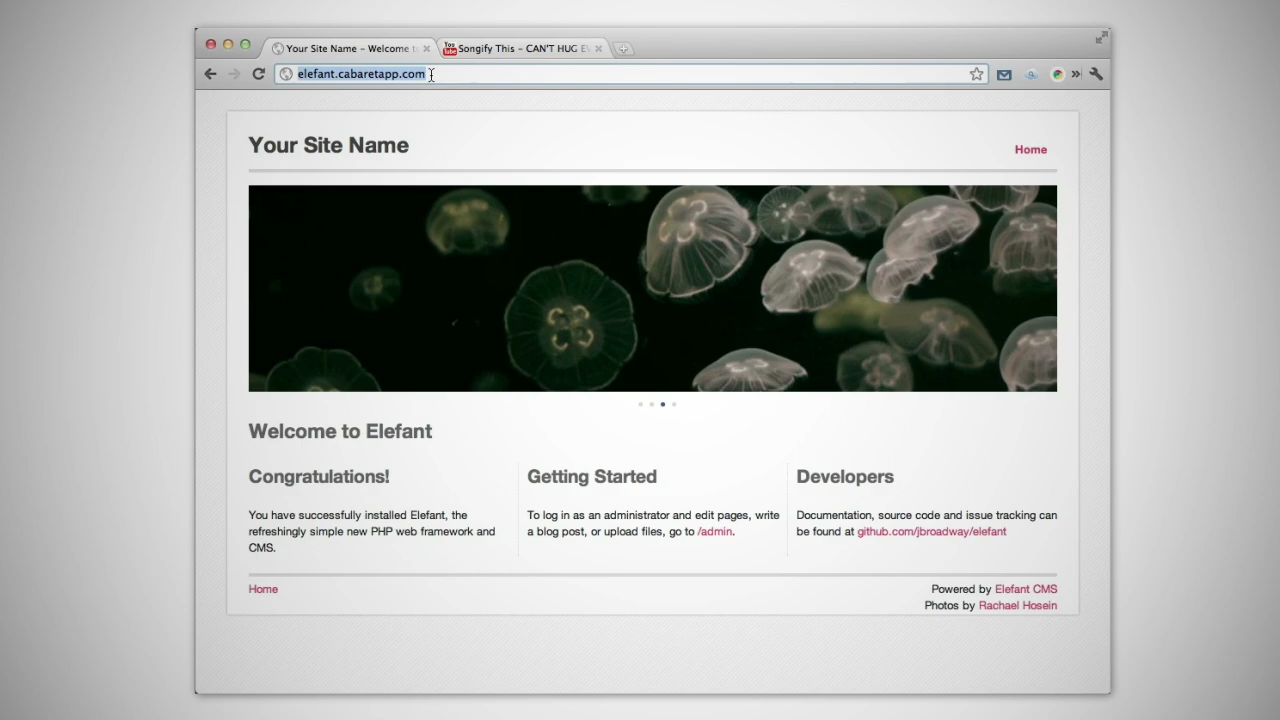 Your Site Name – Welcome t
You Tube Songify This - CAN'T HUG E
elefant.cabaretapp.com
Your Site Name
Home
Welcome to Elefant
Congratulations!
You have successfully installed Elefant, the
refreshingly simple new PHP web framework and
CMS.
Getting Started
To log in as an administrator and edit pages, write
a blog post, or upload files, go to /admin.
Developers
Documentation, source code and issue tracking can
be found at github.com/jbroadway/elefant
Home
Powered by Elefant CMS
Photos by Rachael Hosein